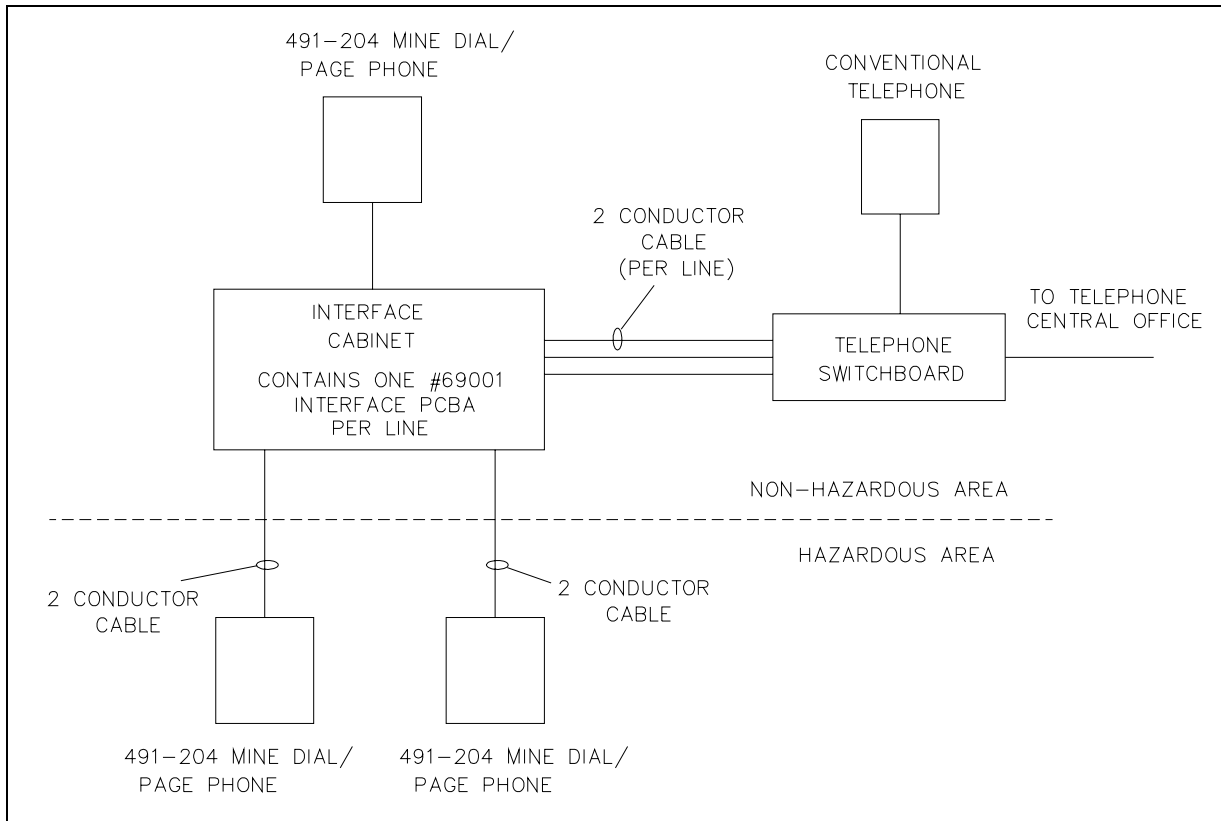 491-204 MINE DIAL/
PAGE PHONE
CONVENTIONAL
TELEPHONE
2 CONDUCTOR
CABLE
(PER LINE)
INTERFACE
CABINET
CONTAINS ONE #69001
INTERFACE PCBA
PER LINE
TELEPHONE
SWITCHBOARD
TO TELEPHONE
CENTRAL OFFICE
NON-HAZARDOUS AREA
HAZARDOUS AREA
2 CONDUCTOR
CABLE
2 CONDUCTOR
CABLE
491-204 MINE DIAL/
PAGE PHONE
491-204 MINE DIAL/
PAGE PHONE